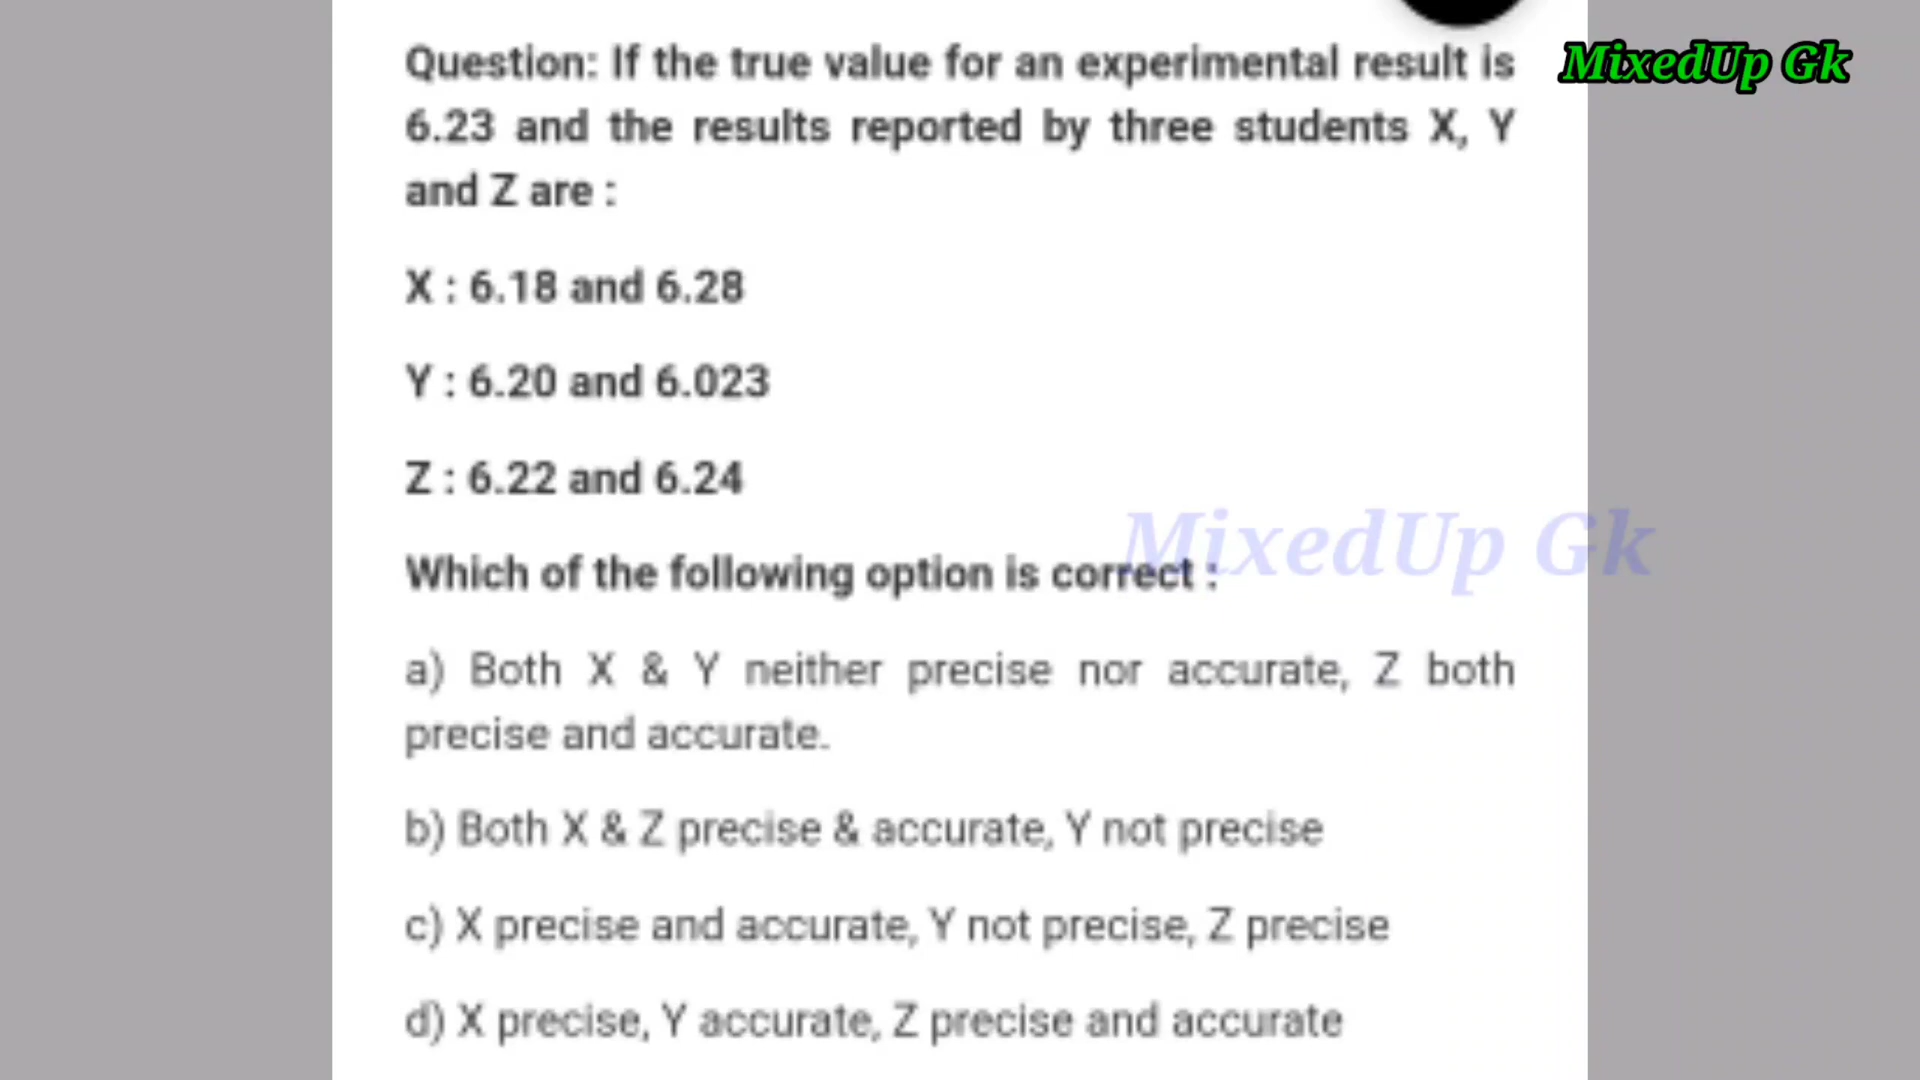 Question: If the true value for an experimental result is
6.23 and the results reported by three students X, Y
and Z are :
X : 6.18 and 6.28
Y : 6.20 and 6.023
Z : 6.22 and 6.24
Which of the following option is correct :
a) Both X & Y neither precise nor accurate, Z both
precise and accurate.
b) Both X & Z precise & accurate, Y not precise
c) X precise and accurate, Y not precise, Z precise
d) X precise, Y accurate, Z precise and accurate
MixedUp Gk
MixedUp Gk